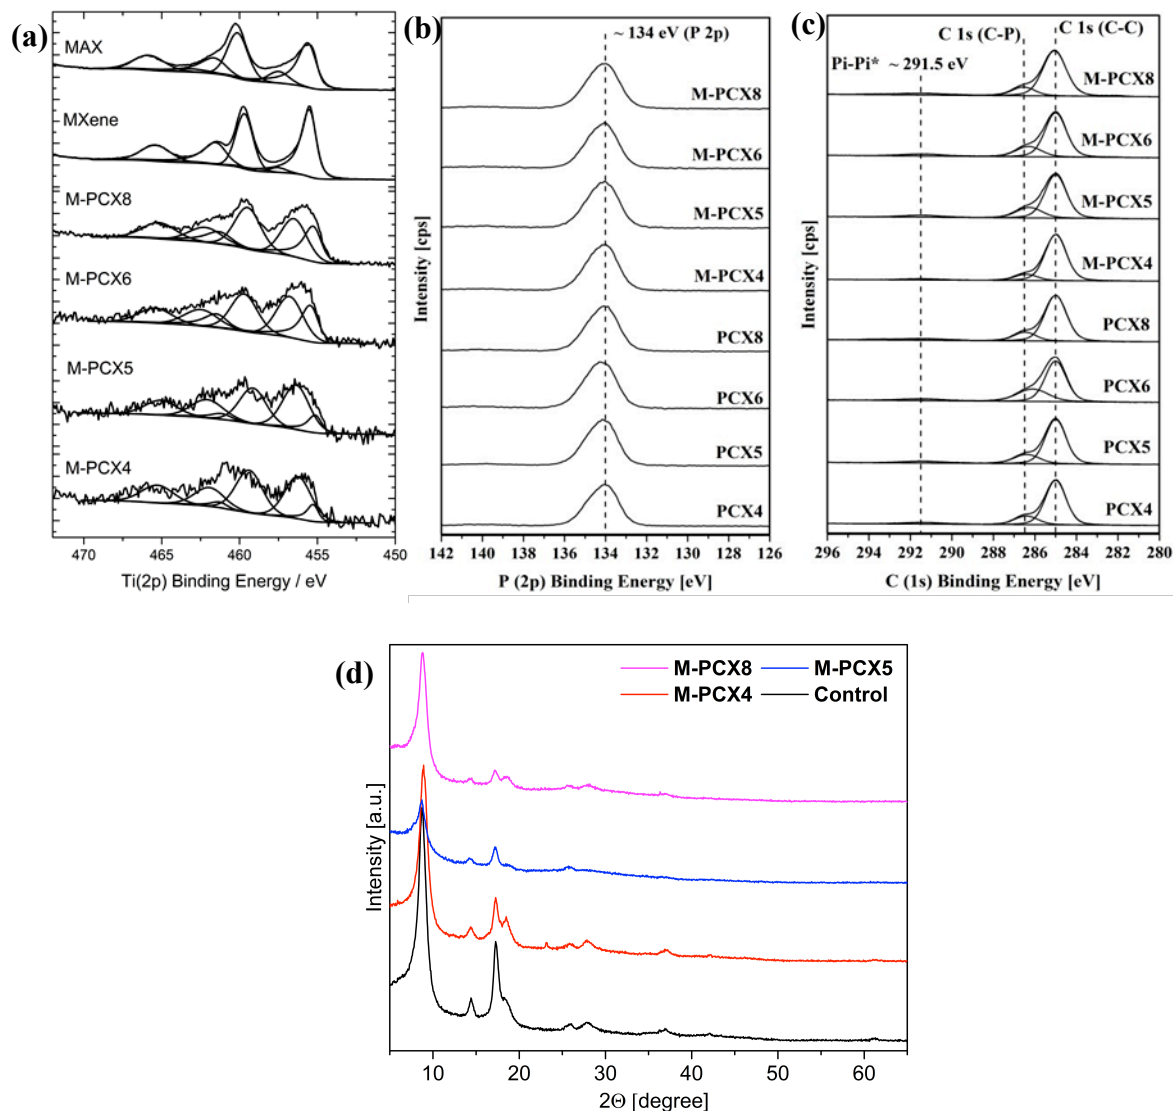 (a)
MAX
MXene
M-PCX8
M-PCX6
M-PCX5
M-PCX4
470 465 460 455 450
Ti(2p) Binding Energy / eV
(b)
~ 134 eV (P 2p)
M-PCX8
M-PCX6
M-PCX5
M-PCX4
PCX8
PCX6
PCX5
PCX4
Intensity [cps]
142 140 138 136 134 132 130 128 126
P (2p) Binding Energy [eV]
(c)
C 1s (C-P) C 1s (C-C)
Pi-Pi* ~ 291.5 eV
M-PCX8
M-PCX6
M-PCX5
M-PCX4
PCX8
PCX6
PCX5
PCX4
Intensity [cps]
296 292 288 284 280
C (1s) Binding Energy [eV]
(d)
M-PCX8 M-PCX5
M-PCX4 Control
Intensity [a.u.]
10 20 30 40 50 60
2Θ [degree]